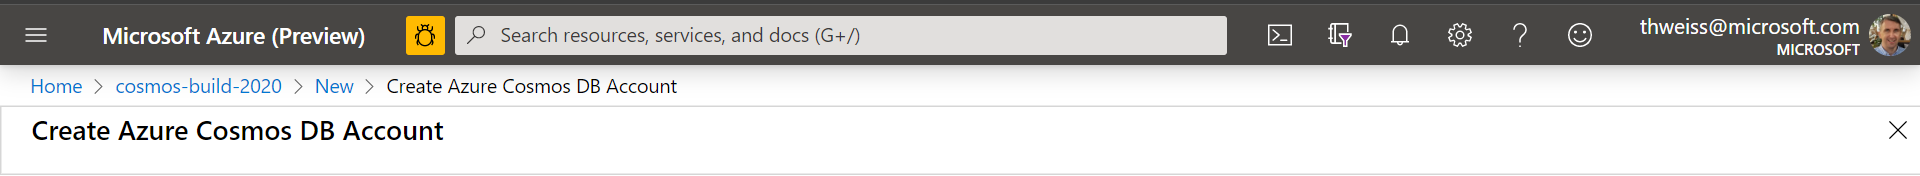 Microsoft Azure (Preview)
Search resources, services, and docs (G+/)
thweiss@microsoft.com
MICROSOFT
Home > cosmos-build-2020 > New > Create Azure Cosmos DB Account
Create Azure Cosmos DB Account